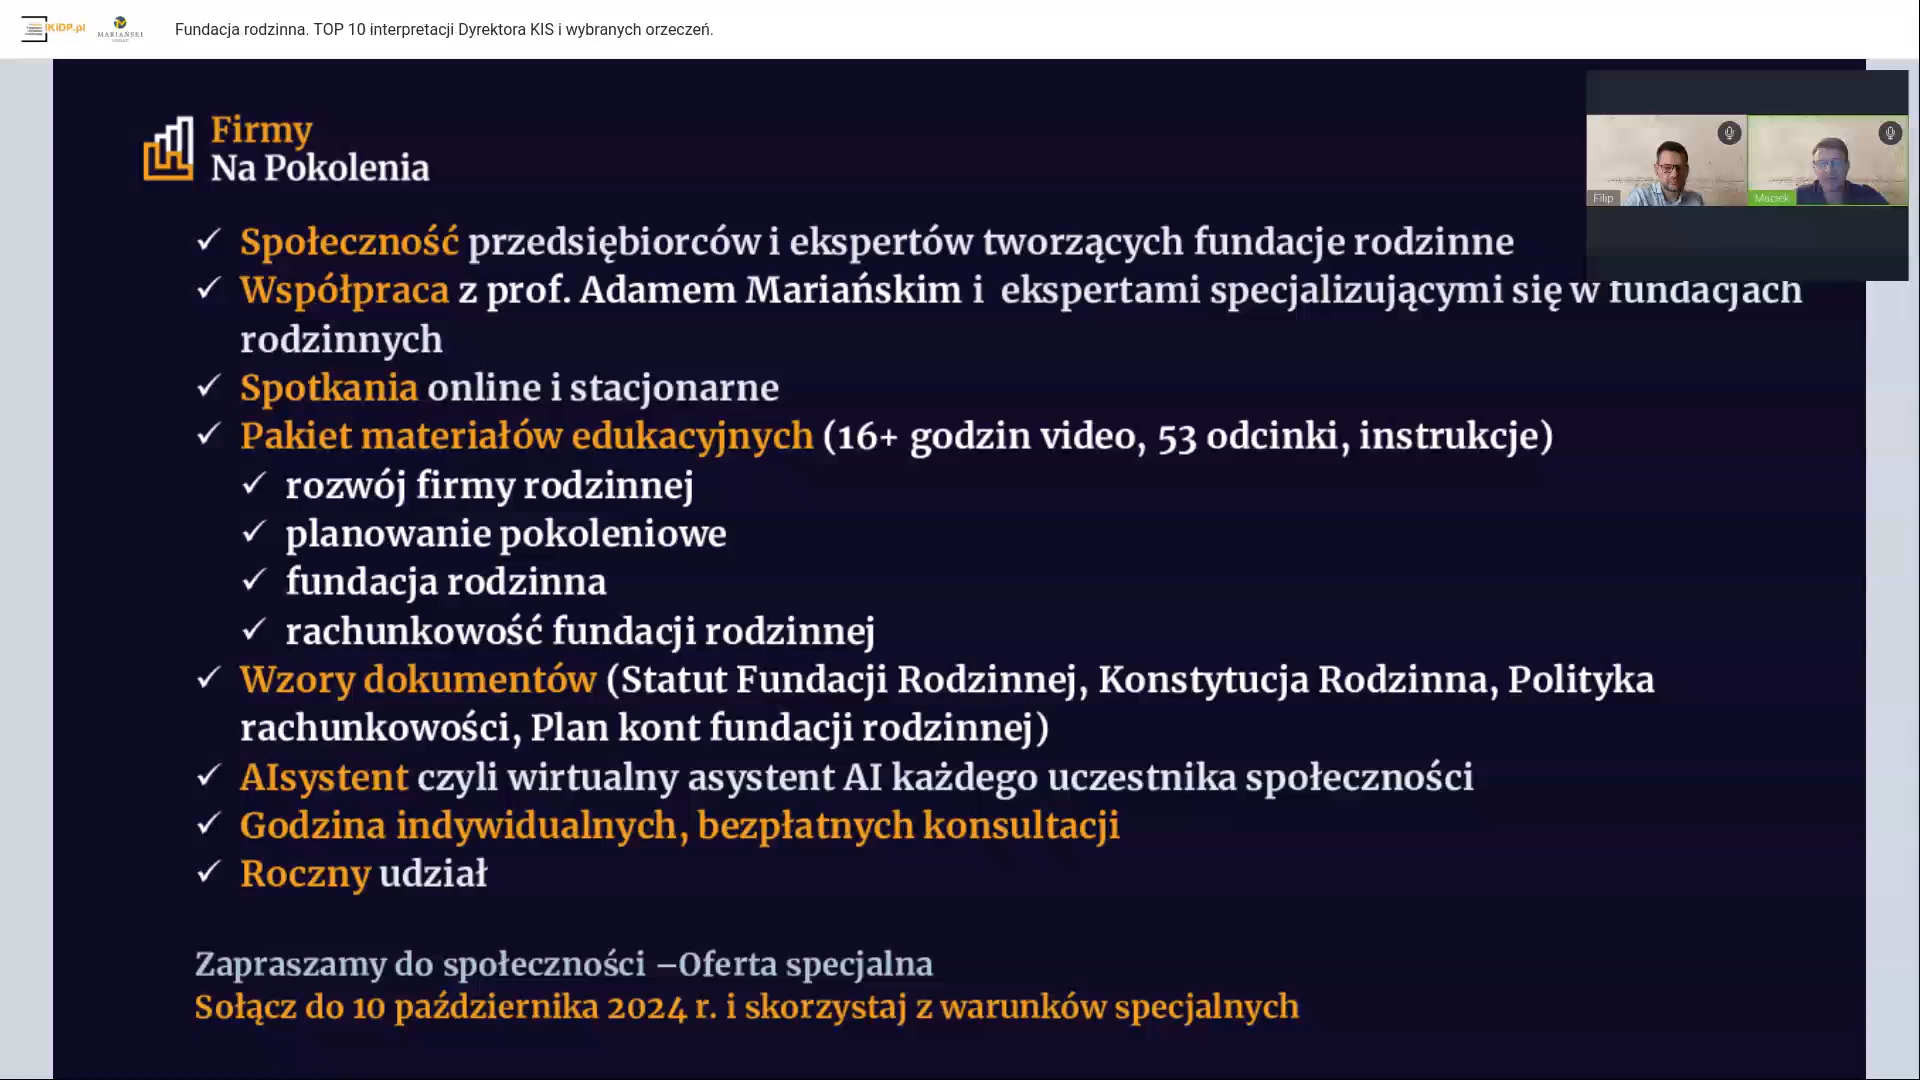 IKiDP.pl
MARIAŃSKI
Fundacja rodzinna. TOP 10 interpretacji Dyrektora KIS i wybranych orzeczeń.
Firmy
Na Pokolenia
Filip
Maciek
✓ Społeczność przedsiębiorców i ekspertów tworzących fundacje rodzinne
✓ Współpraca z prof. Adamem Mariańskim i ekspertami specjalizującymi się w fundacjach
rodzinnych
✓ Spotkania online i stacjonarne
✓ Pakiet materiałów edukacyjnych (16+ godzin video, 53 odcinki, instrukcje)
✓ rozwój firmy rodzinnej
✓ planowanie pokoleniowe
✓ fundacja rodzinna
✓ rachunkowość fundacji rodzinnej
✓ Wzory dokumentów (Statut Fundacji Rodzinnej, Konstytucja Rodzinna, Polityka
rachunkowości, Plan kont fundacji rodzinnej)
✓ AIsystent czyli wirtualny asystent AI każdego uczestnika społeczności
✓ Godzina indywidualnych, bezpłatnych konsultacji
✓ Roczny udział
Zapraszamy do społeczności –Oferta specjalna
Sołącz do 10 października 2024 r. i skorzystaj z warunków specjalnych